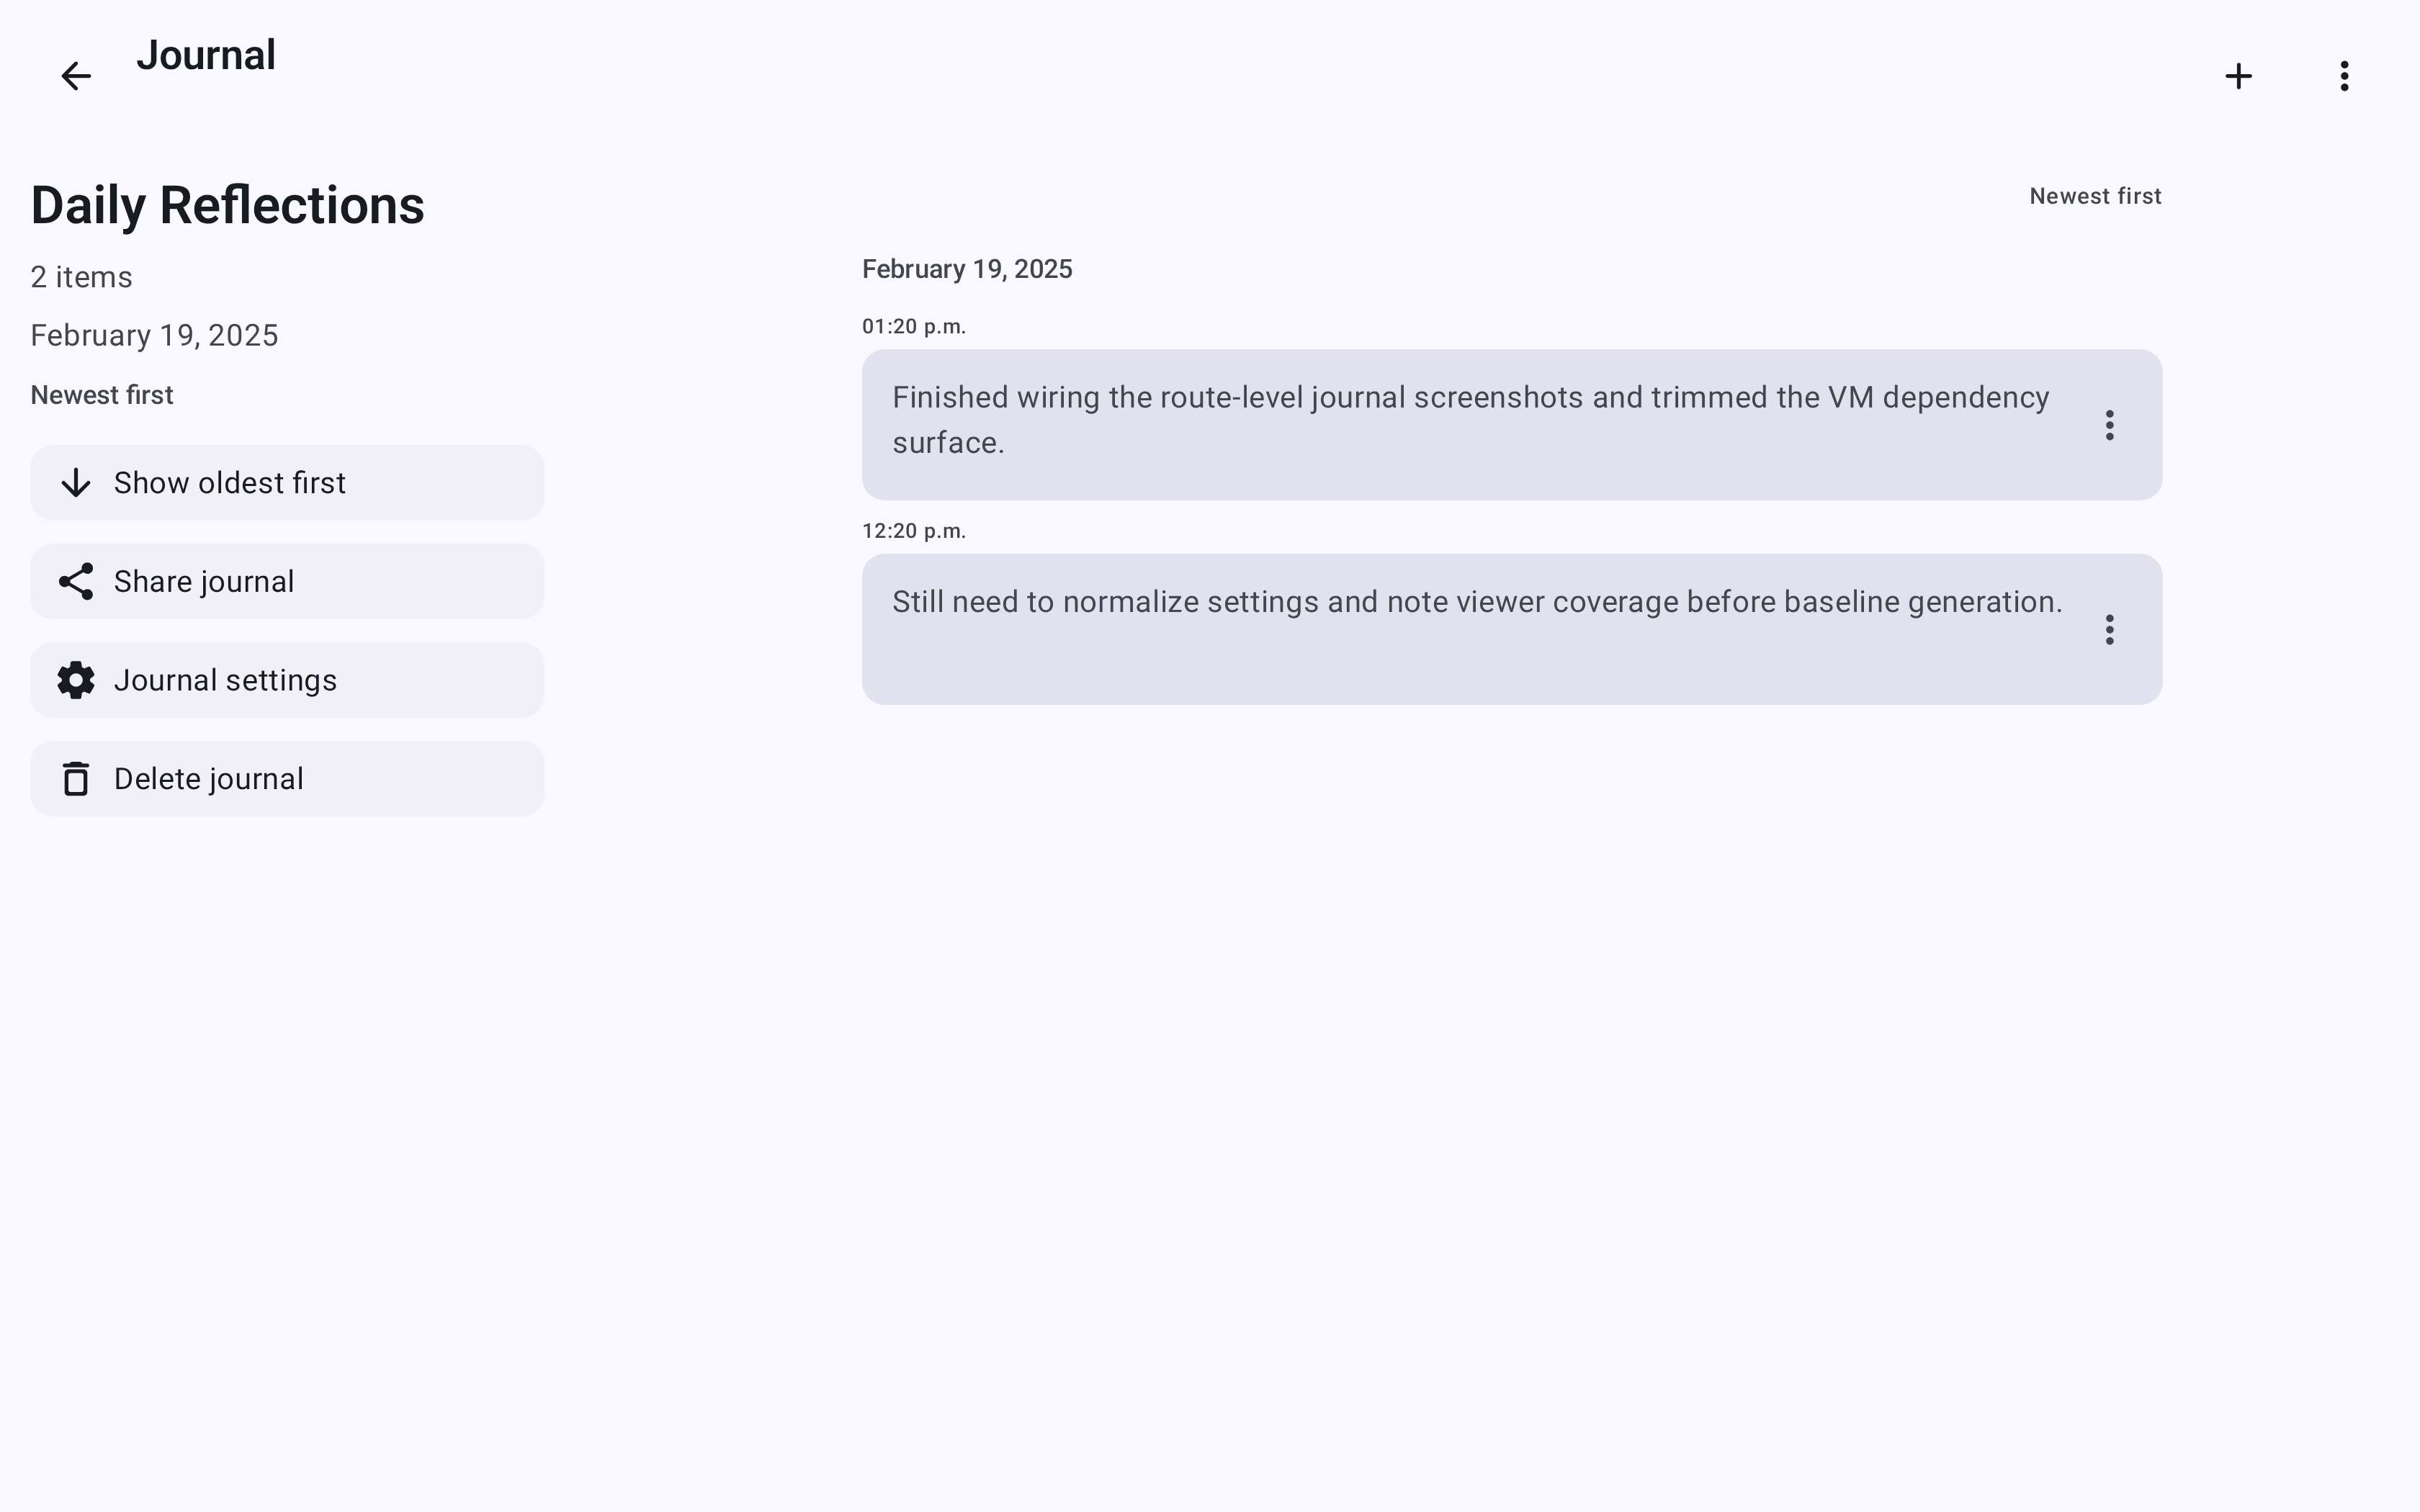 Journal
Daily Reflections
2 items
February 19, 2025
Newest first
Show oldest first
Share journal
Journal settings
Delete journal
Newest first
February 19, 2025
01:20 p.m.
Finished wiring the route-level journal screenshots and trimmed the VM dependency
surface.
12:20 p.m.
Still need to normalize settings and note viewer coverage before baseline generation.